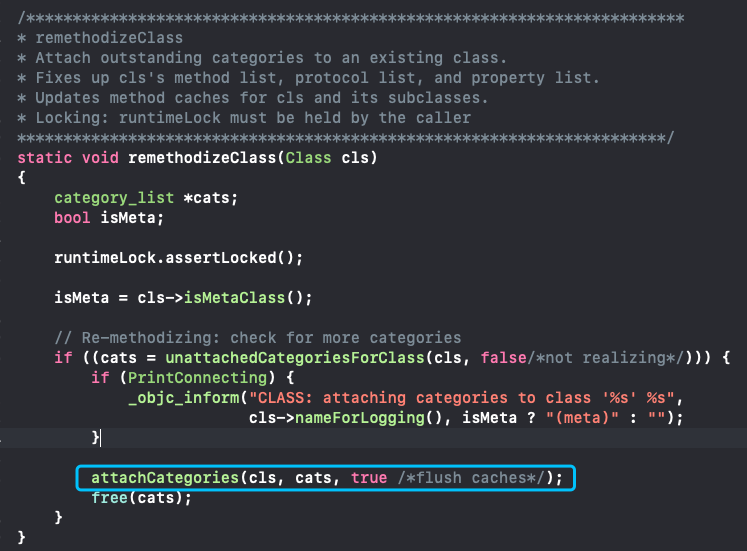 /***********************************************************************
* remethodizeClass
* Attach outstanding categories to an existing class.
* Fixes up cls's method list, protocol list, and property list.
* Updates method caches for cls and its subclasses.
* Locking: runtimeLock must be held by the caller
**********************************************************************/
static void remethodizeClass(Class cls)
{
    category_list *cats;
    bool isMeta;

    runtimeLock.assertLocked();

    isMeta = cls->isMetaClass();

    // Re-methodizing: check for more categories
    if ((cats = unattachedCategoriesForClass(cls, false/*not realizing*/))) {
        if (PrintConnecting) {
            _objc_inform("CLASS: attaching categories to class '%s' %s",
                         cls->nameForLogging(), isMeta ? "(meta)" : "");
        }

        attachCategories(cls, cats, true /*flush caches*/);
        free(cats);
    }
}